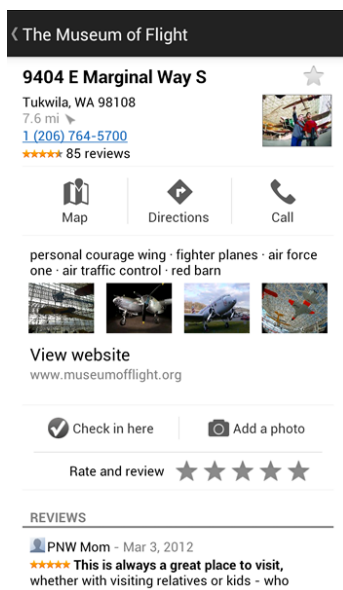 The Museum of Flight
9404 E Marginal Way S
Tukwila, WA 98108
7.6 mi
1 (206) 764-5700
85 reviews
Map
Directions
Call
personal courage wing · fighter planes · air force
one · air traffic control · red barn
View website
www.museumofflight.org
Check in here
Add a photo
Rate and review
REVIEWS
PNW Mom - Mar 3, 2012
This is always a great place to visit,
whether with visiting relatives or kids - who